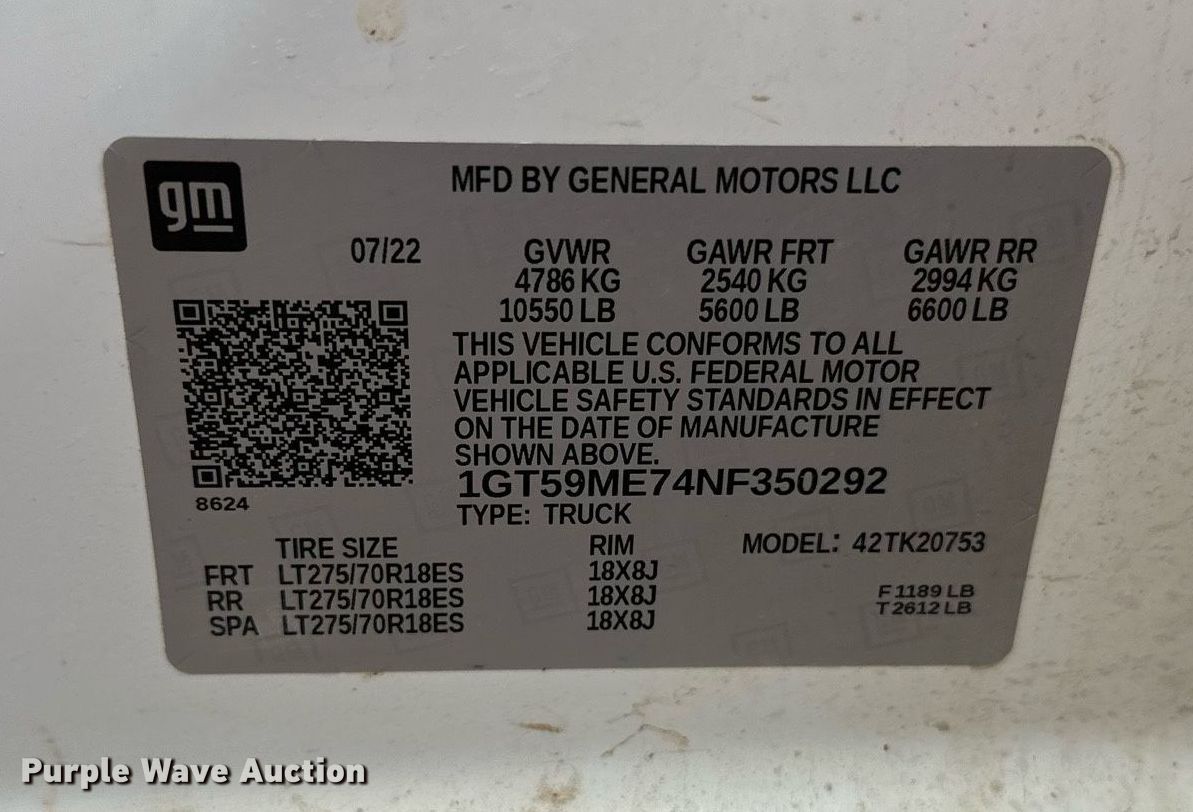 gm
MFD BY GENERAL MOTORS LLC
07/22 GVWR GAWR FRT GAWR RR
4786 KG 2540 KG 2994 KG
10550 LB 5600 LB 6600 LB
THIS VEHICLE CONFORMS TO ALL
APPLICABLE U.S. FEDERAL MOTOR
VEHICLE SAFETY STANDARDS IN EFFECT
ON THE DATE OF MANUFACTURE
SHOWN ABOVE.
1GT59ME74NF350292
8624
TYPE: TRUCK
TIRE SIZE RIM MODEL: 42TK20753
FRT LT275/70R18ES 18X8J
RR LT275/70R18ES 18X8J
SPA LT275/70R18ES 18X8J
F 1189 LB
T 2612 LB
Purple Wave Auction